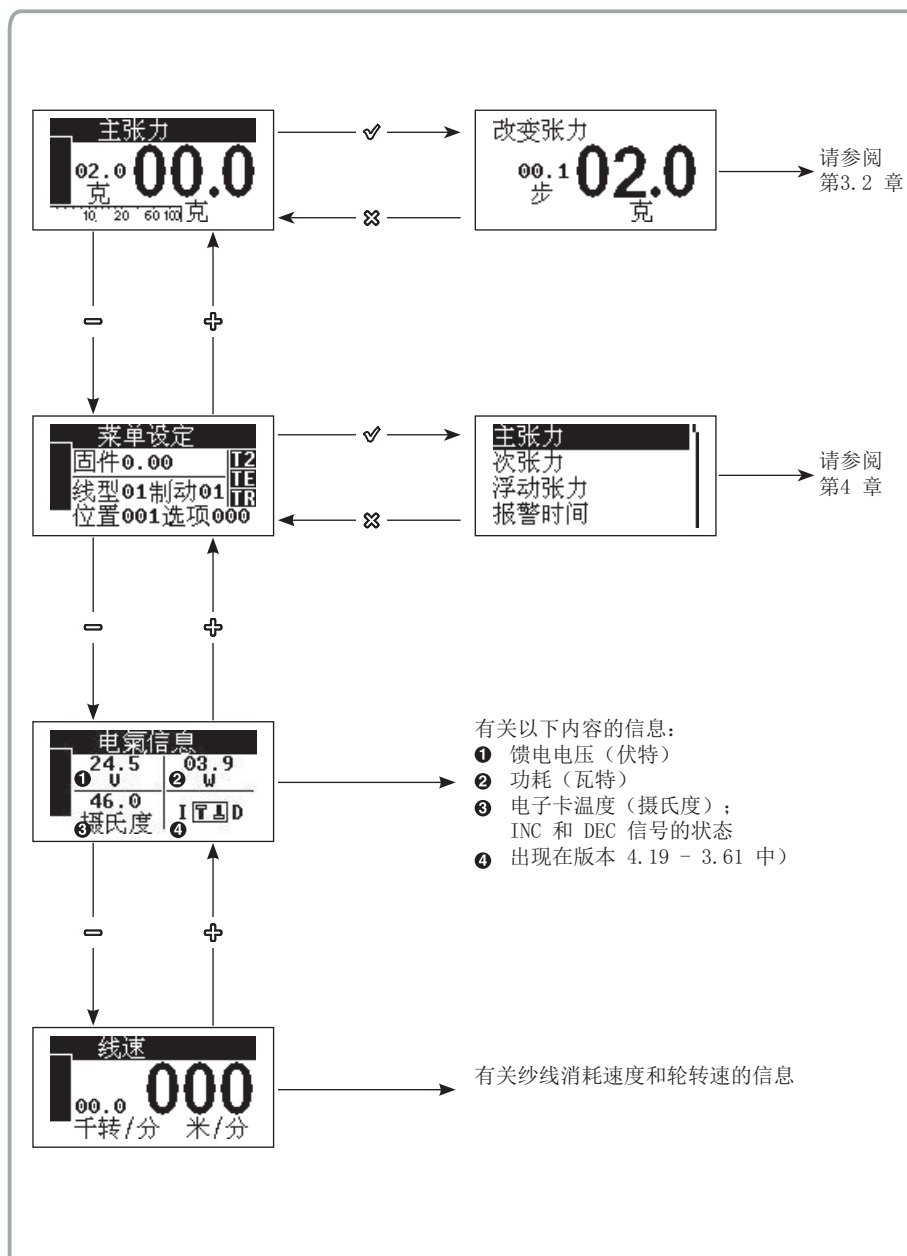 主张力
02.0 00.0
克
10 20 60 100 克
改变张力
00.1 02.0
步
克
请参阅
第3.2 章
菜单设定
固件0.00 T2
TE
线型01制动01 TR
位置001选项000
主张力
次张力
浮动张力
报警时间
请参阅
第4 章
电氣信息
24.5 03.9
❶ V ❷ W
46.0 I D
❸ 摄氏度 ❹
有关以下内容的信息:
❶ 馈电电压（伏特）
❷ 功耗（瓦特）
❸ 电子卡温度（摄氏度）;
INC 和 DEC 信号的状态
❹ 出现在版本 4.19 - 3.61 中）
线速
00.0 000
千转/分 米/分
有关纱线消耗速度和轮转速的信息